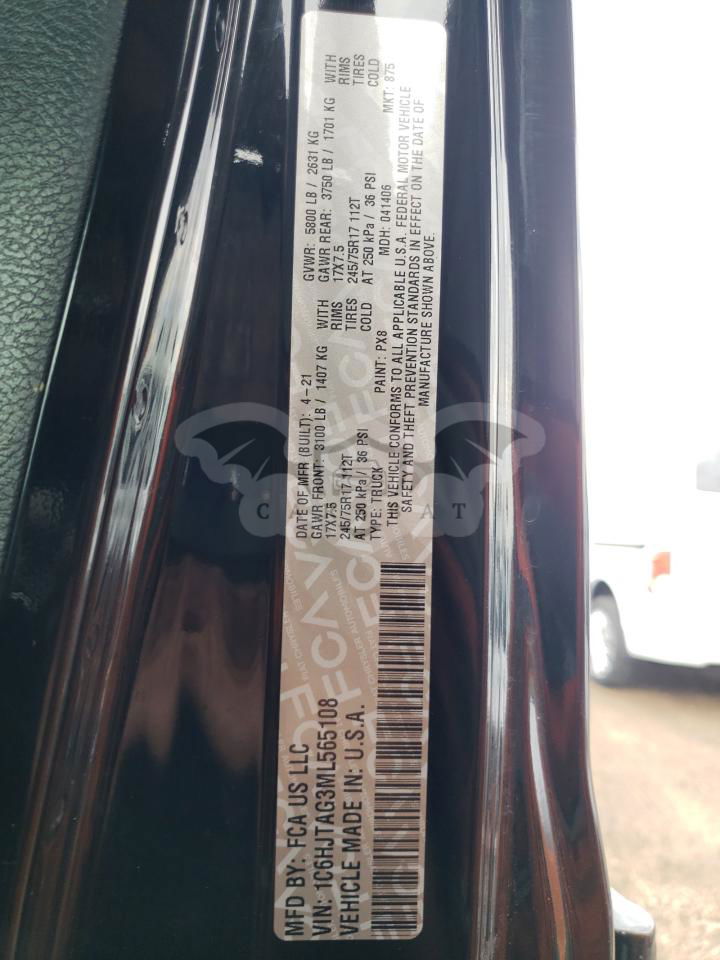 MFD BY: FCA US LLC
VIN: 1C6HJTAG3ML565108
VEHICLE MADE IN: U.S.A.
DATE OF MFR (BUILT): 4-21 GVWR: 5800 LB / 2631 KG
GAWR FRONT: 3100 LB / 1407 KG WITH GAWR REAR: 3750 LB / 1701 KG WITH
17X7.5 RIMS 17X7.5 RIMS
245/75R17 112T TIRES 245/75R17 112T TIRES
AT 250 kPa / 36 PSI COLD AT 250 kPa / 36 PSI COLD
TYPE: TRUCK PAINT: PX8 MDH: 041406 MKT: 875
THIS VEHICLE CONFORMS TO ALL APPLICABLE U.S.A. FEDERAL MOTOR VEHICLE
SAFETY AND THEFT PREVENTION STANDARDS IN EFFECT ON THE DATE OF
MANUFACTURE SHOWN ABOVE.